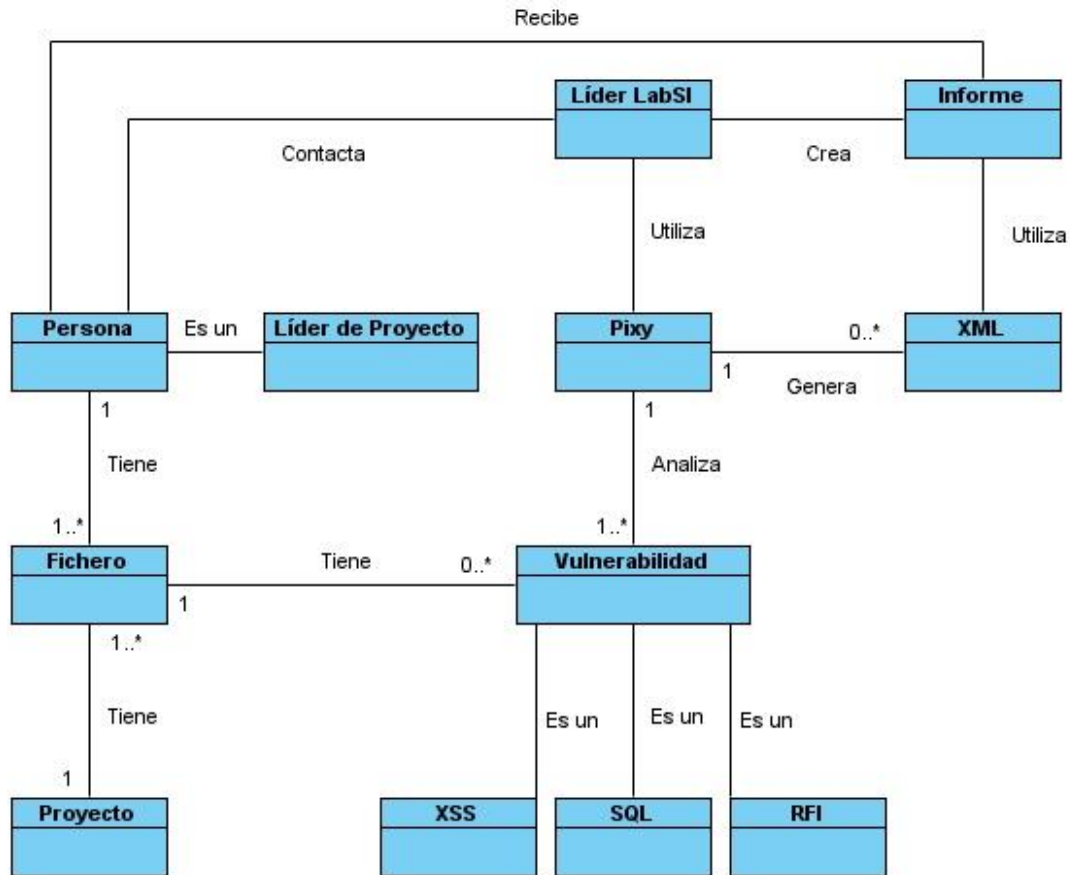 Recibe
Líder LabSI
Informe
Contacta
Crea
Utiliza
Utiliza
Persona
Es un
Líder de Proyecto
Pixy
0..*
XML
1
Genera
1
1
Tiene
Analiza
1..*
1..*
Fichero
Tiene
0..*
Vulnerabilidad
1
1..*
Tiene
Es un
Es un
Es un
1
Proyecto
XSS
SQL
RFI